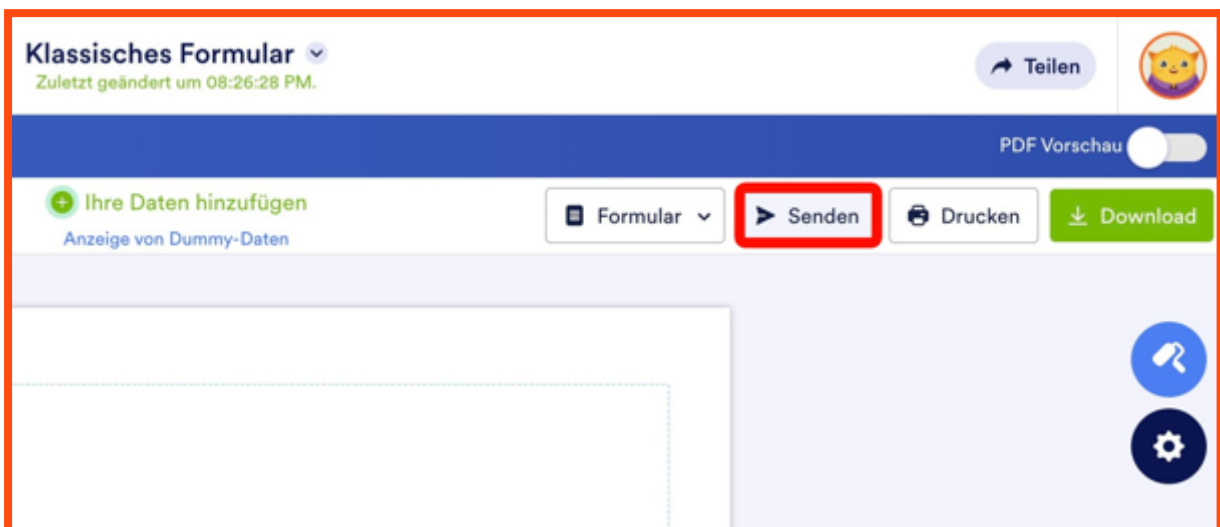 Klassisches Formular
Zuletzt geändert um 08:26:28 PM.
Teilen
PDF Vorschau
Ihre Daten hinzufügen
Anzeige von Dummy-Daten
Formular
Senden
Drucken
Download